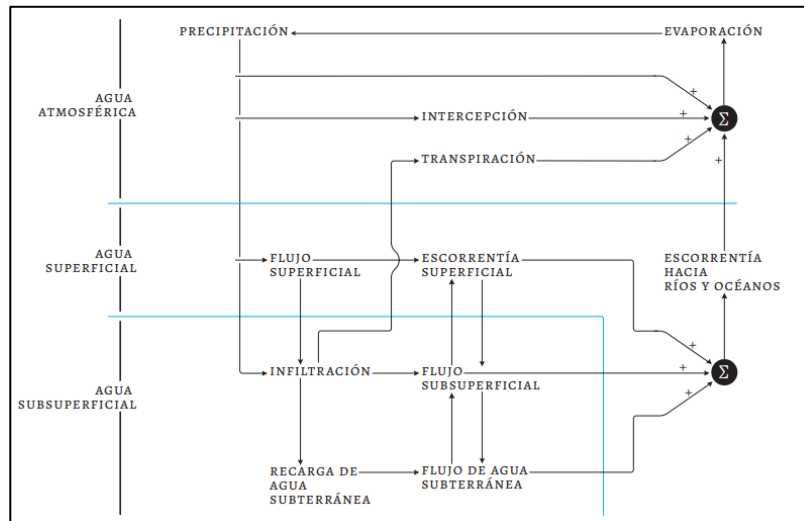 PRECIPITACIÓN
EVAPORACIÓN
AGUA
ATMOSFÉRICA
+
INTERCEPCIÓN
+
Σ
TRANSPIRACIÓN
+
+
AGUA
SUPERFICIAL
FLUJO
SUPERFICIAL
ESCORRENTÍA
SUPERFICIAL
ESCORRENTÍA
HACIA
RÍOS Y OCÉANOS
AGUA
SUBSUPERFICIAL
INFILTRACIÓN
FLUJO
SUBSUPERFICIAL
+
+
Σ
+
RECARGA DE
AGUA
SUBTERRÁNEA
FLUJO DE AGUA
SUBTERRÁNEA